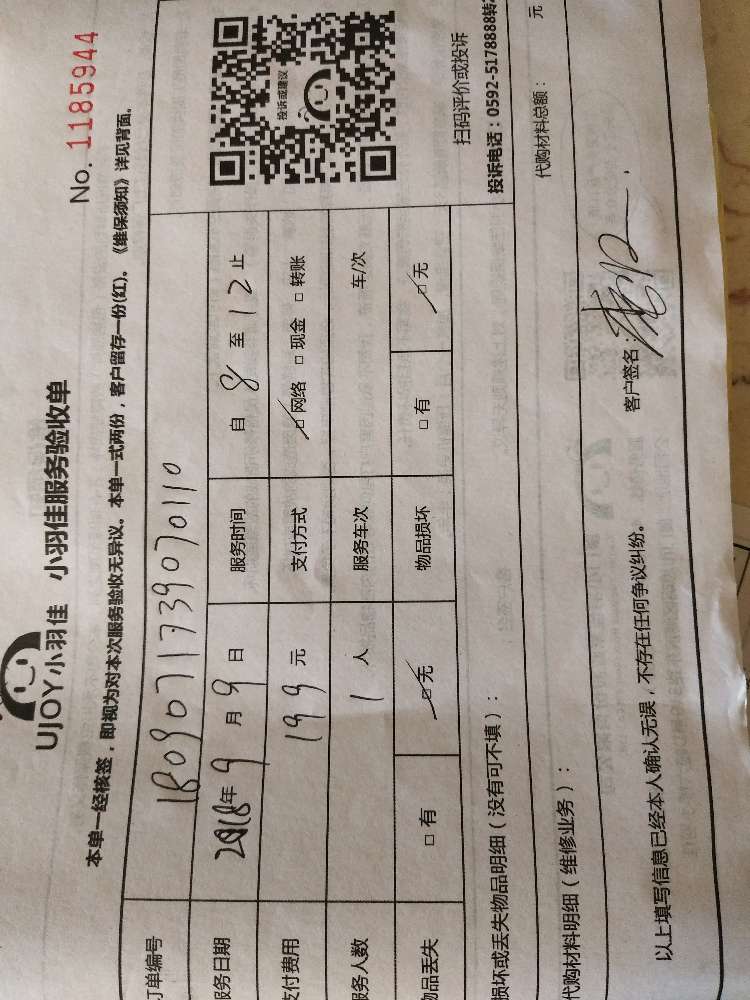 UJOY小羽佳 小羽佳服务验收单
No. 1185944
本单一经核签，即视为对本次服务验收无异议。本单一式两份，客户留存一份(红)。《维保须知》详见背面。
订单编号 1809071739070110
服务日期 2018年9月9日 服务时间 自8至12止
支付费用 199元 支付方式 □网络 □现金 □转账
服务人数 1人 服务车次 车/次
物品丢失 □有 □无 物品损坏 □有 □无
投诉或建议
扫码评价或投诉
投诉电话：0592-5178888转2
损坏或丢失物品明细（没有可不填）：
代购材料明细（维修业务）： 代购材料总额： 元
以上填写信息已经本人确认无误，不存在任何争议纠纷。 客户签名：